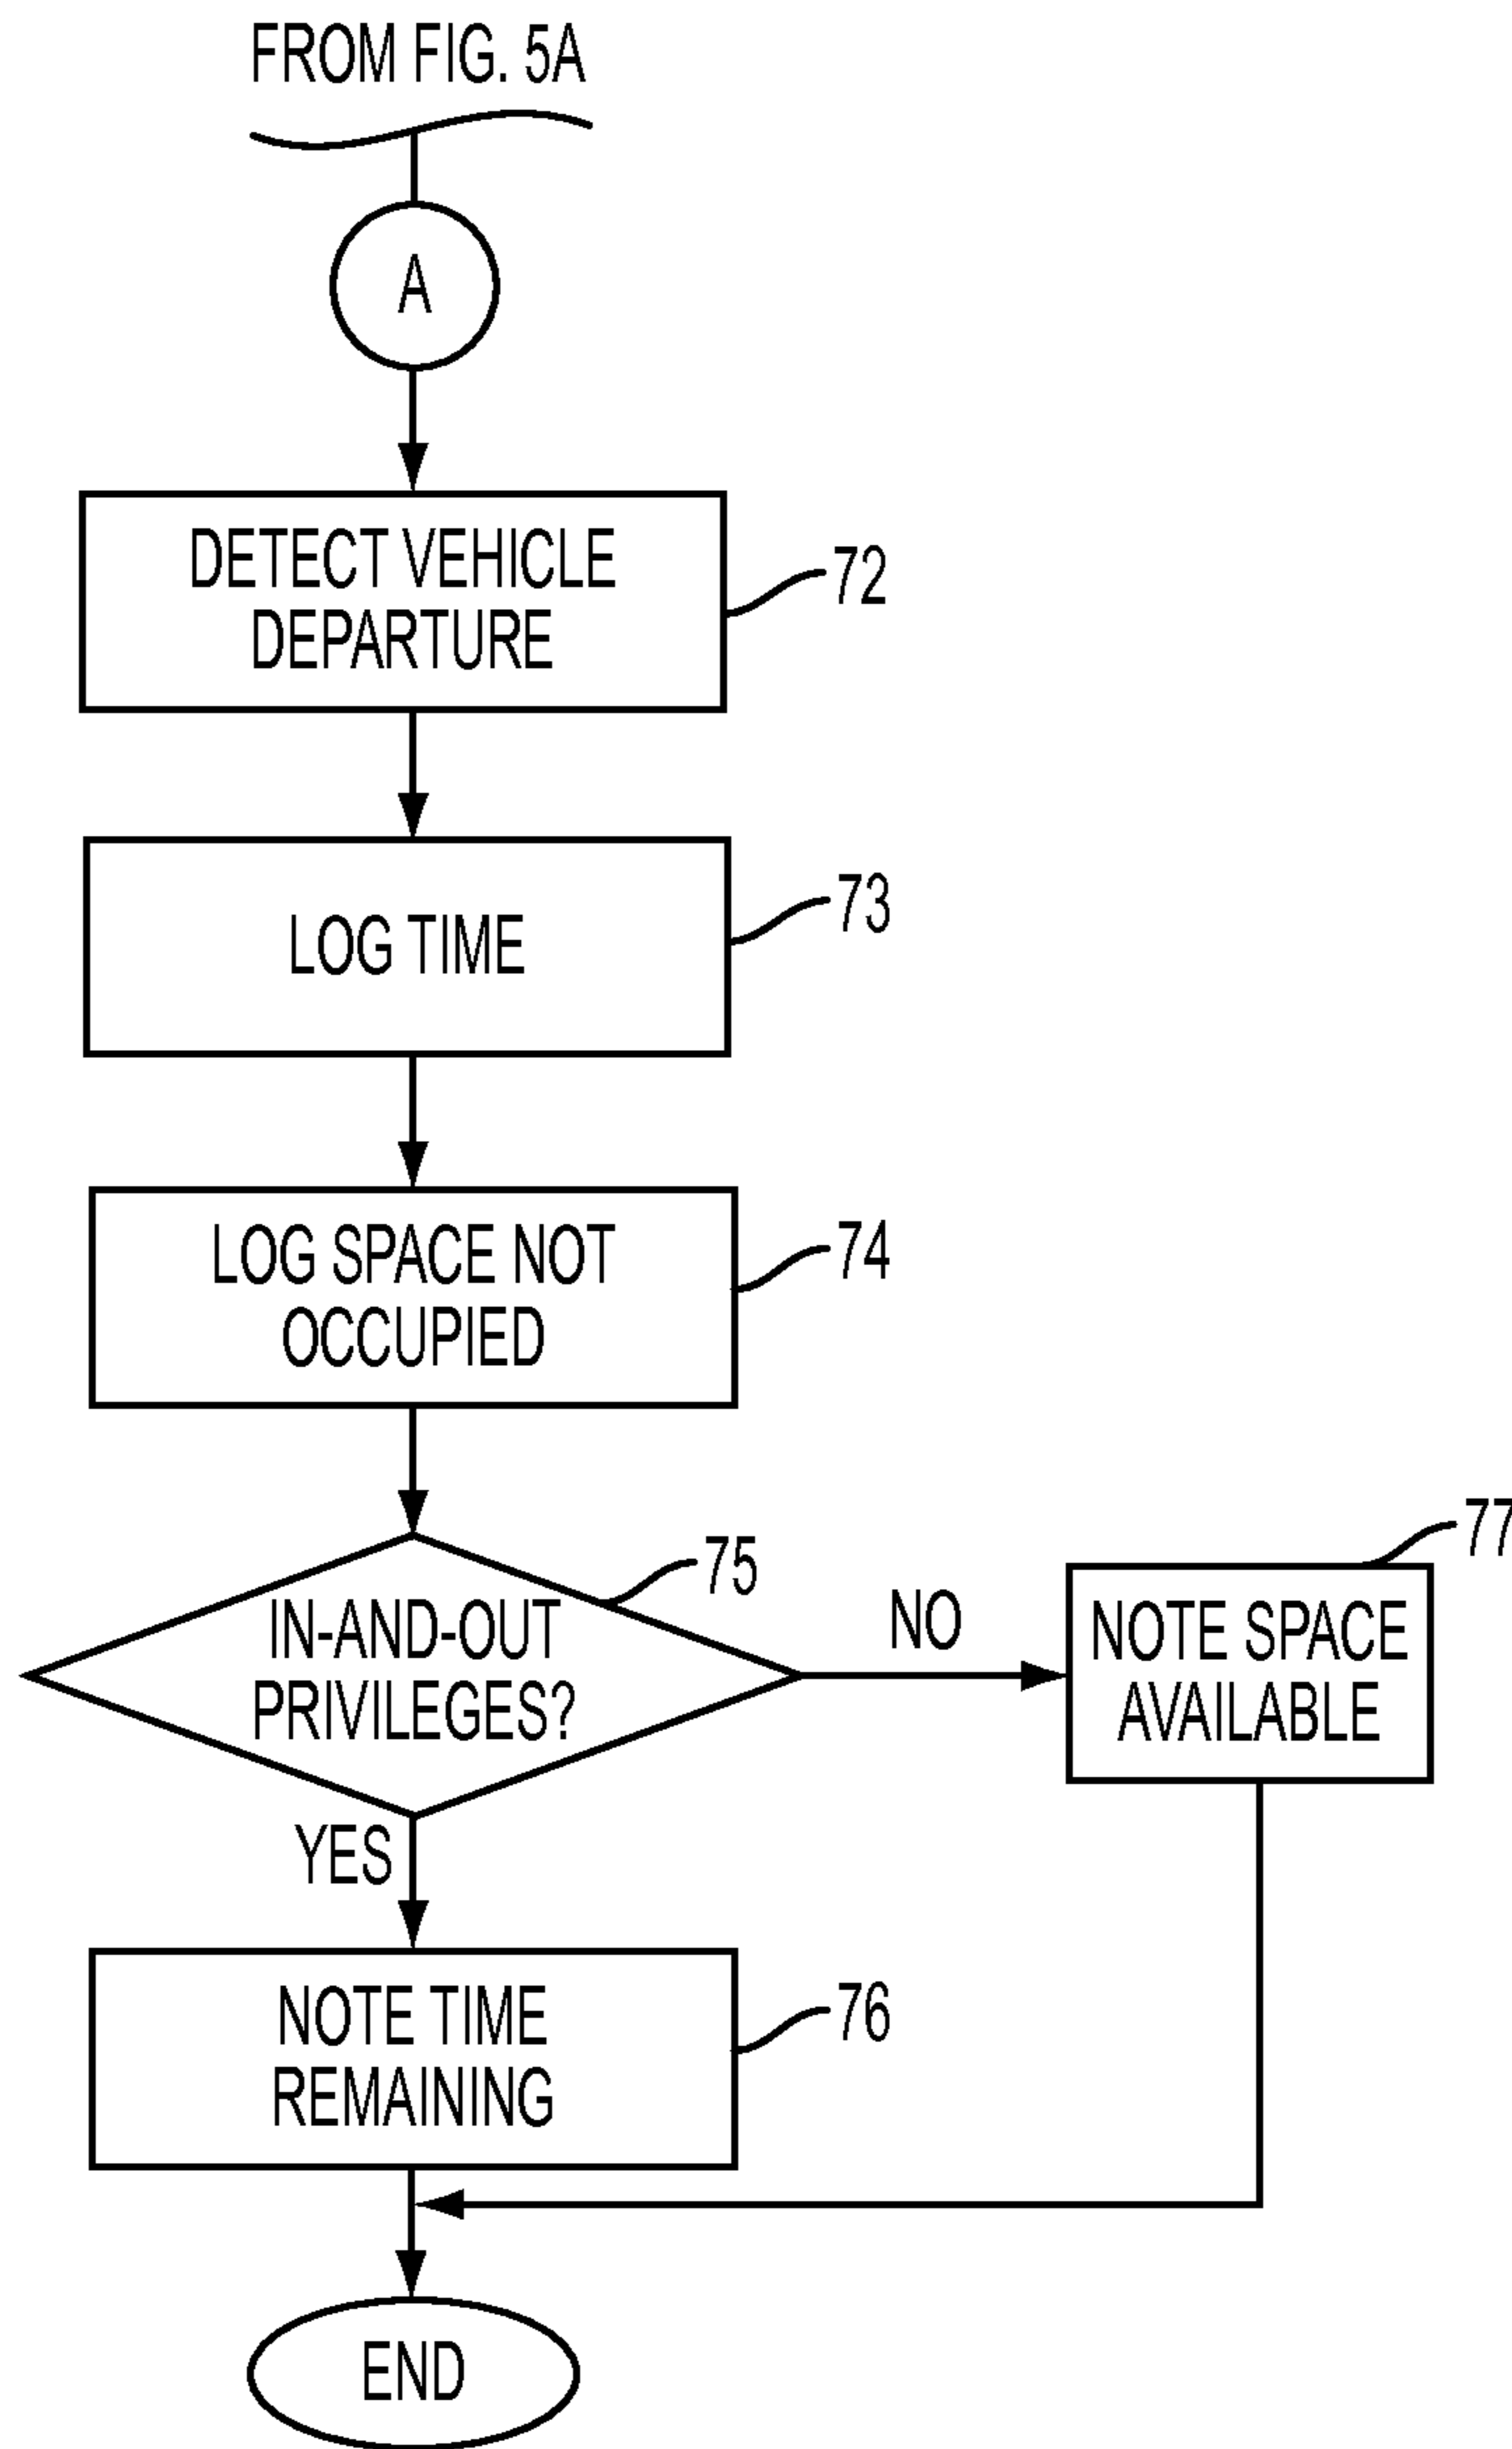 FROM FIG. 5A
A
DETECT VEHICLE
DEPARTURE
72
LOG TIME
73
LOG SPACE NOT
OCCUPIED
74
IN-AND-OUT
PRIVILEGES?
75
NO
NOTE SPACE
AVAILABLE
77
YES
NOTE TIME
REMAINING
76
END